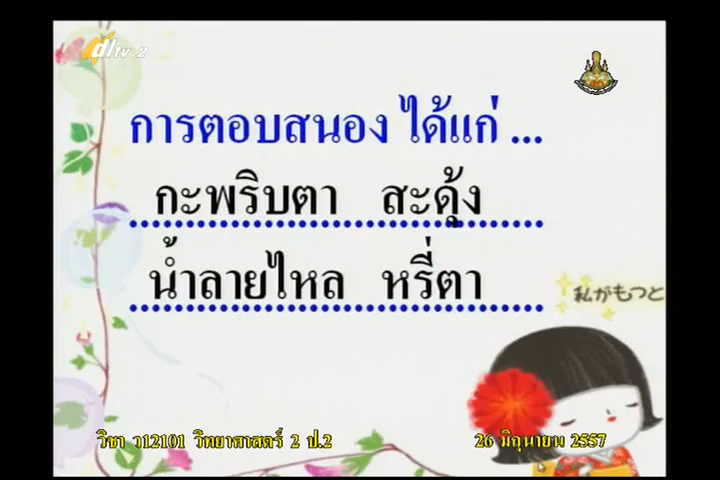 dltv 2
การตอบสนอง ได้แก่ ...
กะพริบตา สะดุ้ง
น้ำลายไหล หรี่ตา
私がもっと
วิชา ว12101 วิทยาศาสตร์ 2 ป.2
26 มิถุนายน 2557